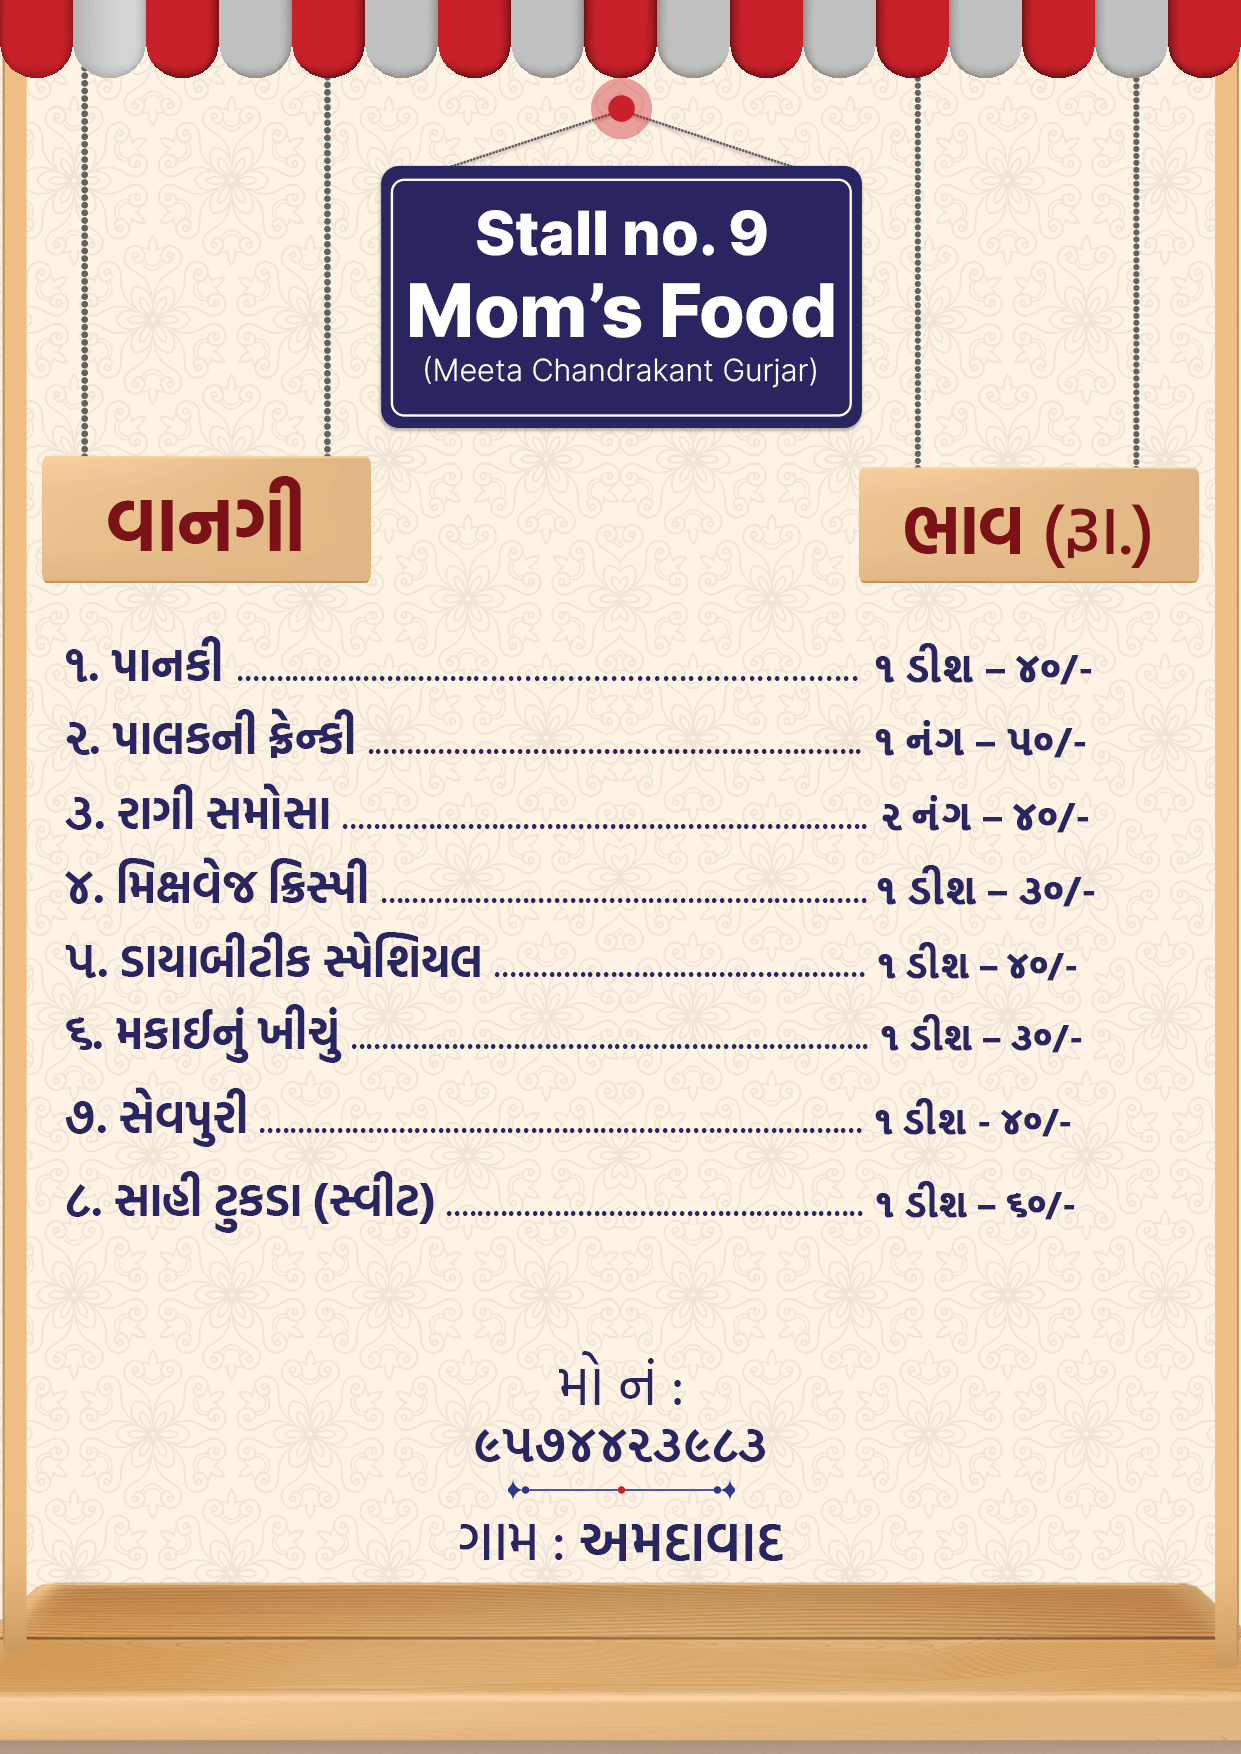 Stall no. 9
Mom’s Food
(Meeta Chandrakant Gurjar)
વાનગી ભાવ (રૂા.)
૧. પાનકી ........ ૧ ડીશ – ૪૦/-
૨. પાલકની ફ્રેન્કી ........ ૧ નંગ – ૫૦/-
૩. રાગી સમોસા ........ ૨ નંગ – ૪૦/-
૪. મિક્ષવેજ ક્રિસ્પી ........ ૧ ડીશ – ૩૦/-
૫. ડાયાબીટીક સ્પેશિયલ ........ ૧ ડીશ – ૪૦/-
૬. મકાઈનું ખીચું ........ ૧ ડીશ – ૩૦/-
૭. સેવપુરી ........ ૧ ડીશ - ૪૦/-
૮. સાહી ટુકડા (સ્વીટ) ........ ૧ ડીશ – ૬૦/-
મો નં :
૯૫૭૪૪૨૩૯૮૩
ગામ : અમદાવાદ